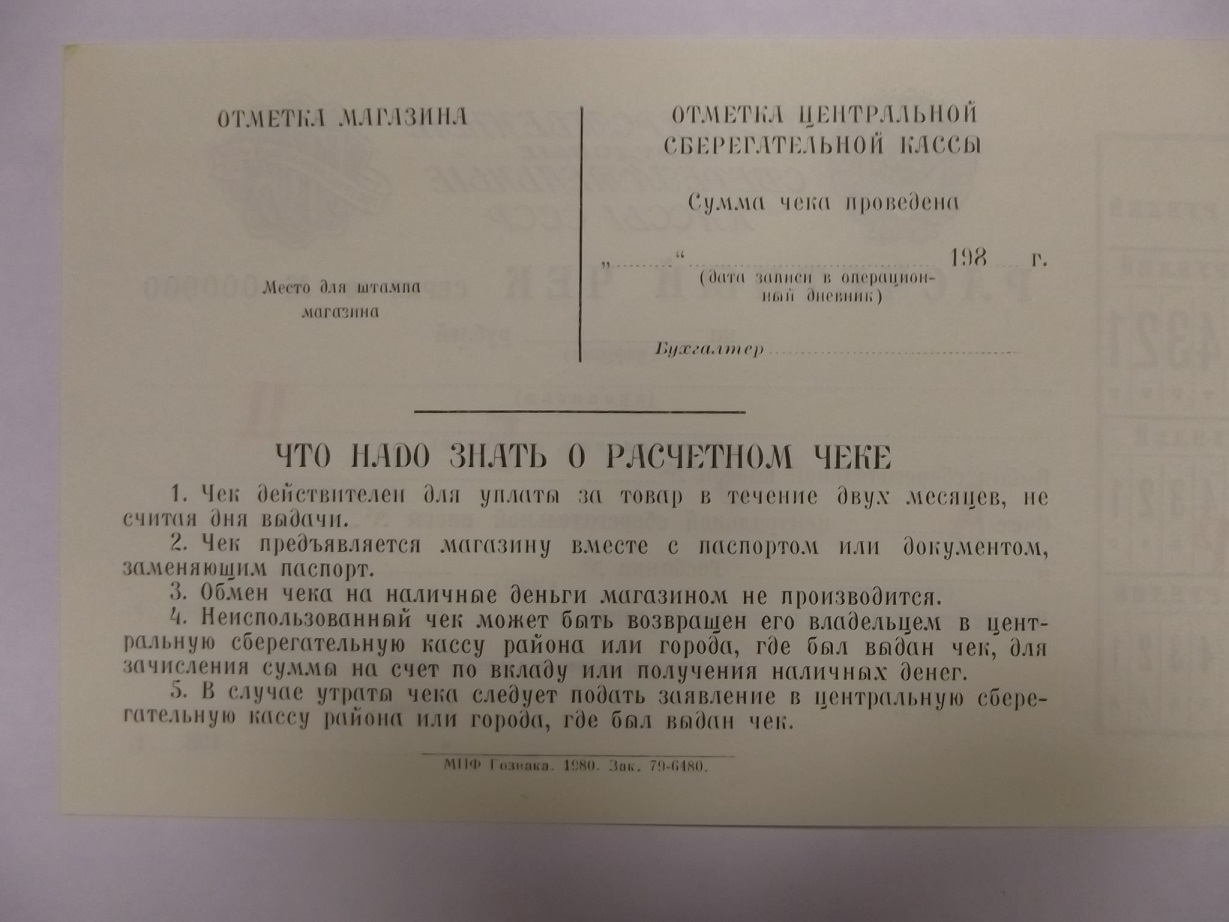 ОТМЕТКА МАГАЗИНА
Место для штампа
магазина
ОТМЕТКА ЦЕНТРАЛЬНОЙ
СБЕРЕГАТЕЛЬНОЙ КАССЫ
Сумма чека проведена
„..........“.............................. 198..... г.
(дата записи в операцион-
ный дневник)
Бухгалтер..............................
ЧТО НАДО ЗНАТЬ О РАСЧЕТНОМ ЧЕКЕ
1. Чек действителен для уплаты за товар в течение двух месяцев, не
считая дня выдачи.
2. Чек предъявляется магазину вместе с паспортом или документом,
заменяющим паспорт.
3. Обмен чека на наличные деньги магазином не производится.
4. Неиспользованный чек может быть возвращен его владельцем в цент-
ральную сберегательную кассу района или города, где был выдан чек, для
зачисления суммы на счет по вкладу или получения наличных денег.
5. В случае утраты чека следует подать заявление в центральную сбере-
гательную кассу района или города, где был выдан чек.
МПФ Гознака. 1980. Зак. 79-6480.